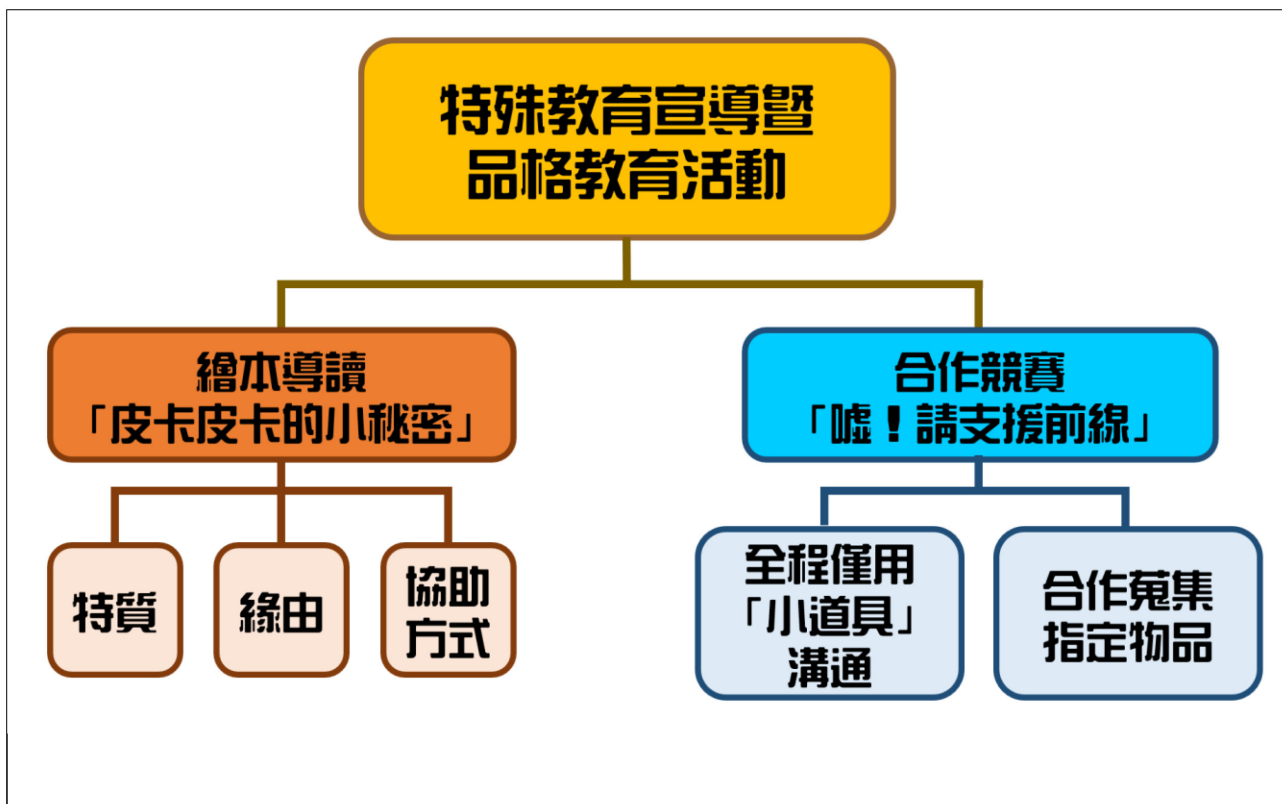 特殊教育宣導暨
品格教育活動
繪本導讀
「皮卡皮卡的小秘密」
合作競賽
「噓！請支援前線」
特質
緣由
協助
方式
全程僅用
「小道具」
溝通
合作蒐集
指定物品